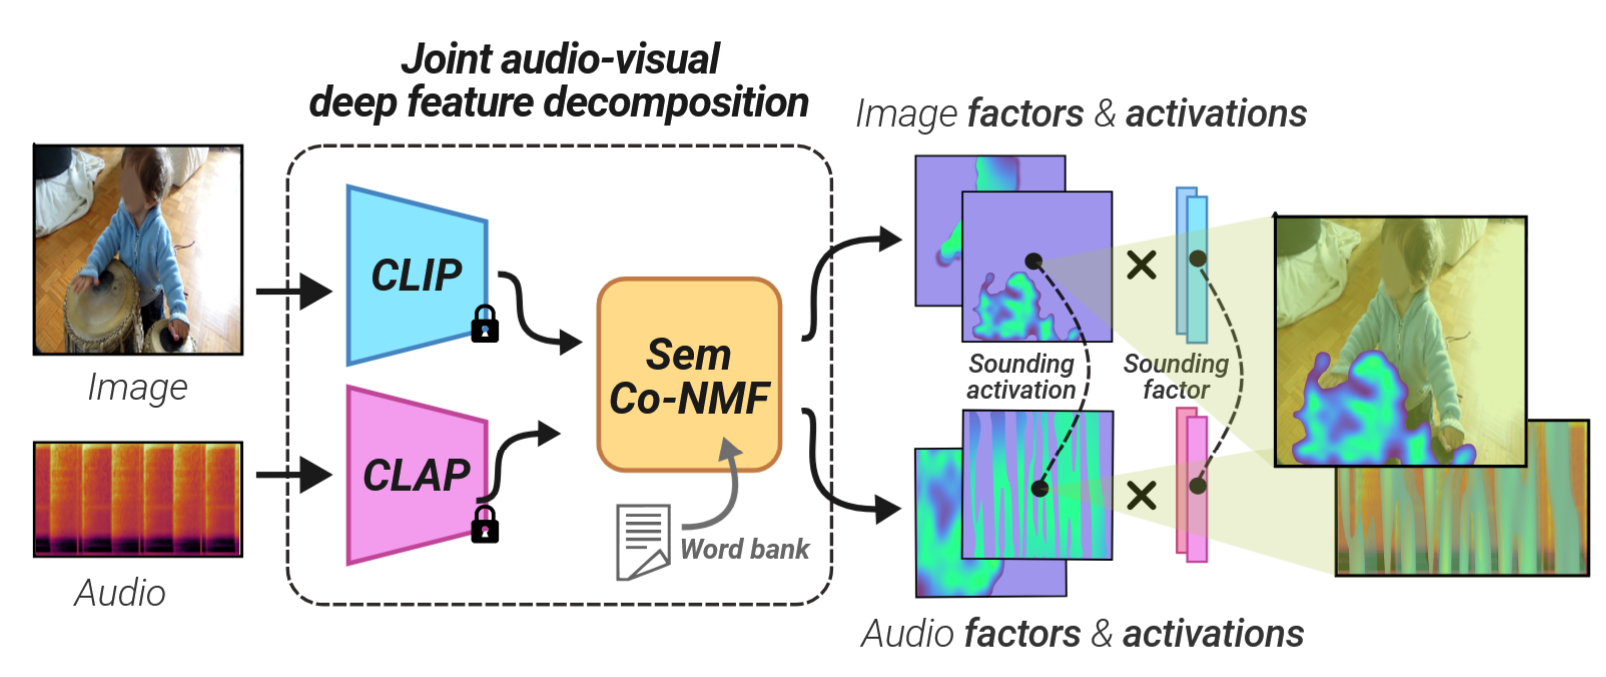 Joint audio-visual
deep feature decomposition
Image factors & activations
CLIP
Sem
Co-NMF
Image
Sounding
activation
Sounding
factor
CLAP
Word bank
Audio
Audio factors & activations